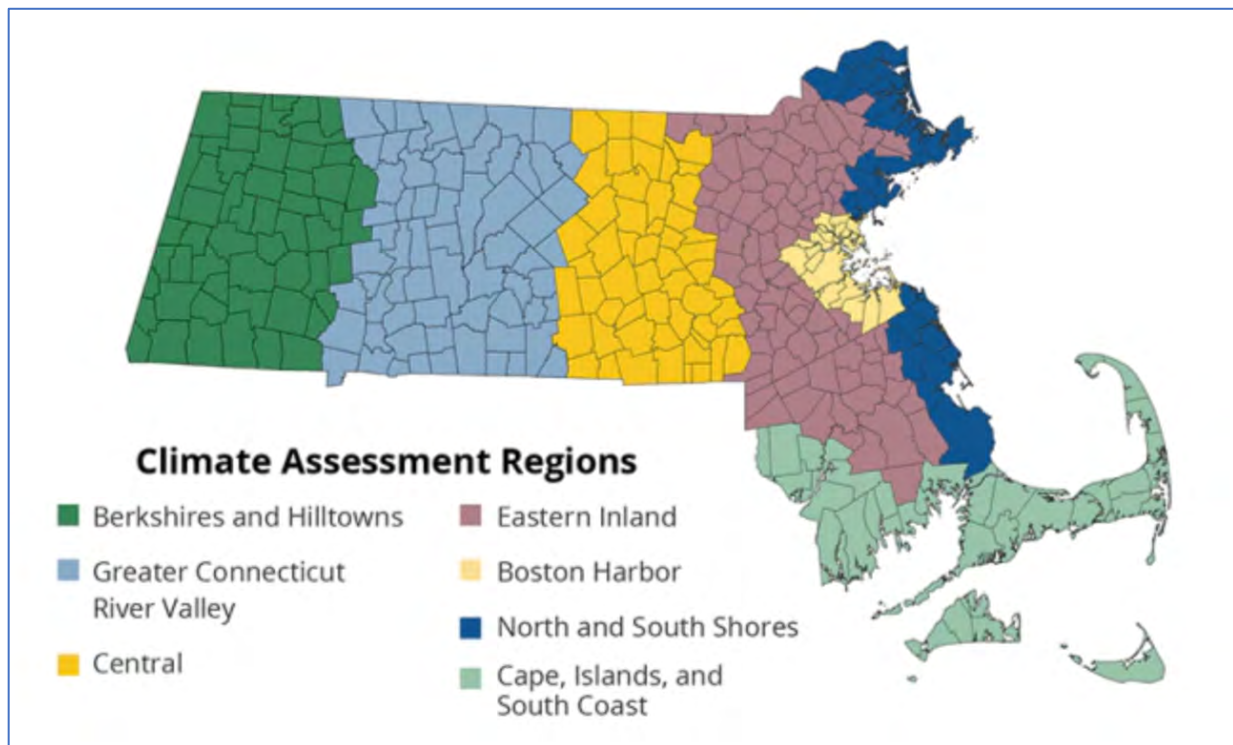 Climate Assessment Regions
Berkshires and Hilltowns
Greater Connecticut
River Valley
Central
Eastern Inland
Boston Harbor
North and South Shores
Cape, Islands, and
South Coast